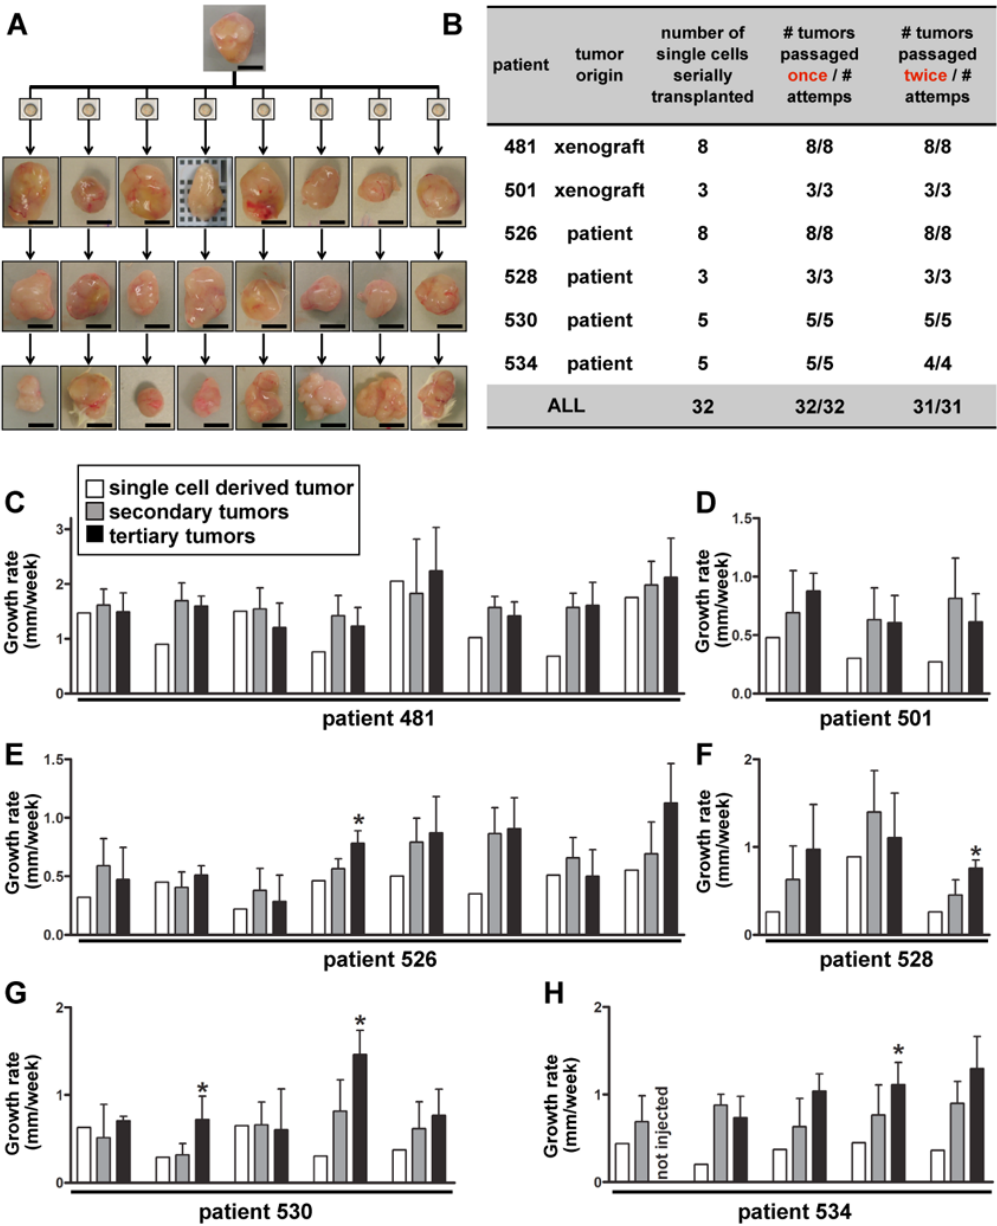 A
B
patient
tumor
origin
number of
single cells
serially
transplanted
# tumors
passaged
once / #
attemps
# tumors
passaged
twice / #
attemps
481 xenograft 8 8/8 8/8
501 xenograft 3 3/3 3/3
526 patient 8 8/8 8/8
528 patient 3 3/3 3/3
530 patient 5 5/5 5/5
534 patient 5 5/5 4/4
ALL 32 32/32 31/31
C
single cell derived tumor
secondary tumors
tertiary tumors
Growth rate
(mm/week)
3
2
1
0
patient 481
D
Growth rate
(mm/week)
1.5
1.0
0.5
0.0
patient 501
E
Growth rate
(mm/week)
1.5
1.0
0.5
0.0
*
patient 526
F
Growth rate
(mm/week)
2
1
0
*
patient 528
G
Growth rate
(mm/week)
2
1
0
*
*
patient 530
H
Growth rate
(mm/week)
2
1
0
not injected
*
patient 534